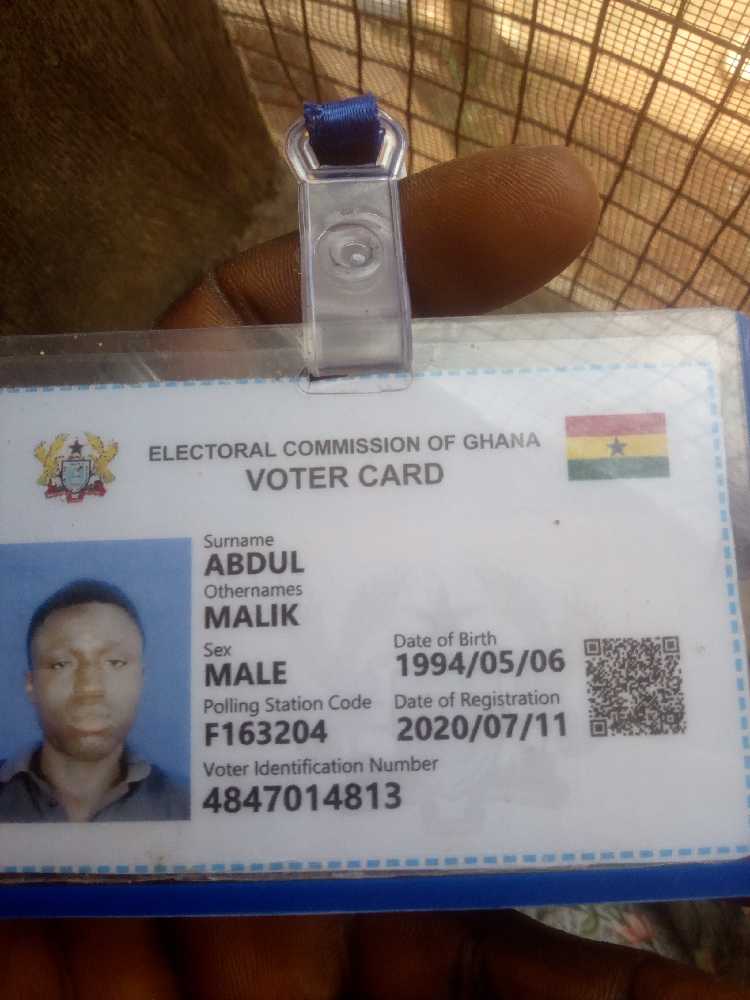 ELECTORAL COMMISSION OF GHANA
VOTER CARD
Surname
ABDUL
Othernames
MALIK
Sex
MALE
Date of Birth
1994/05/06
Polling Station Code
F163204
Date of Registration
2020/07/11
Voter Identification Number
4847014813